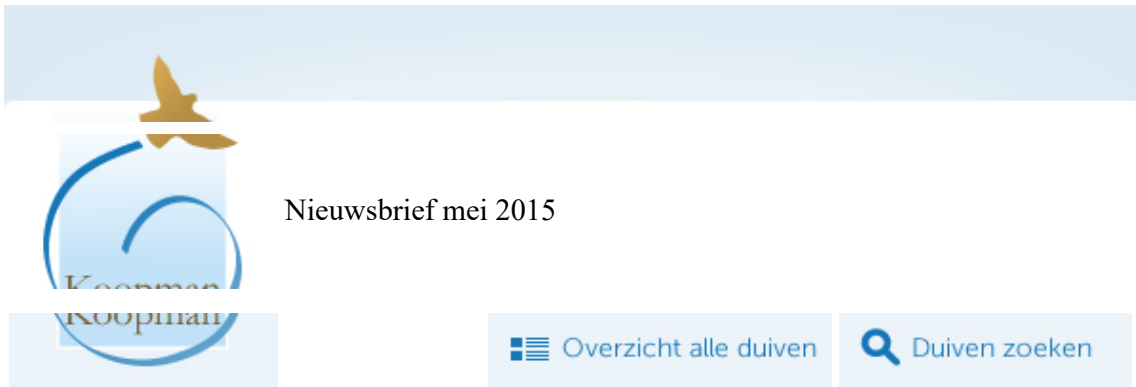 Nieuwsbrief mei 2015
Koopman
Koopman
Overzicht alle duiven
Duiven zoeken